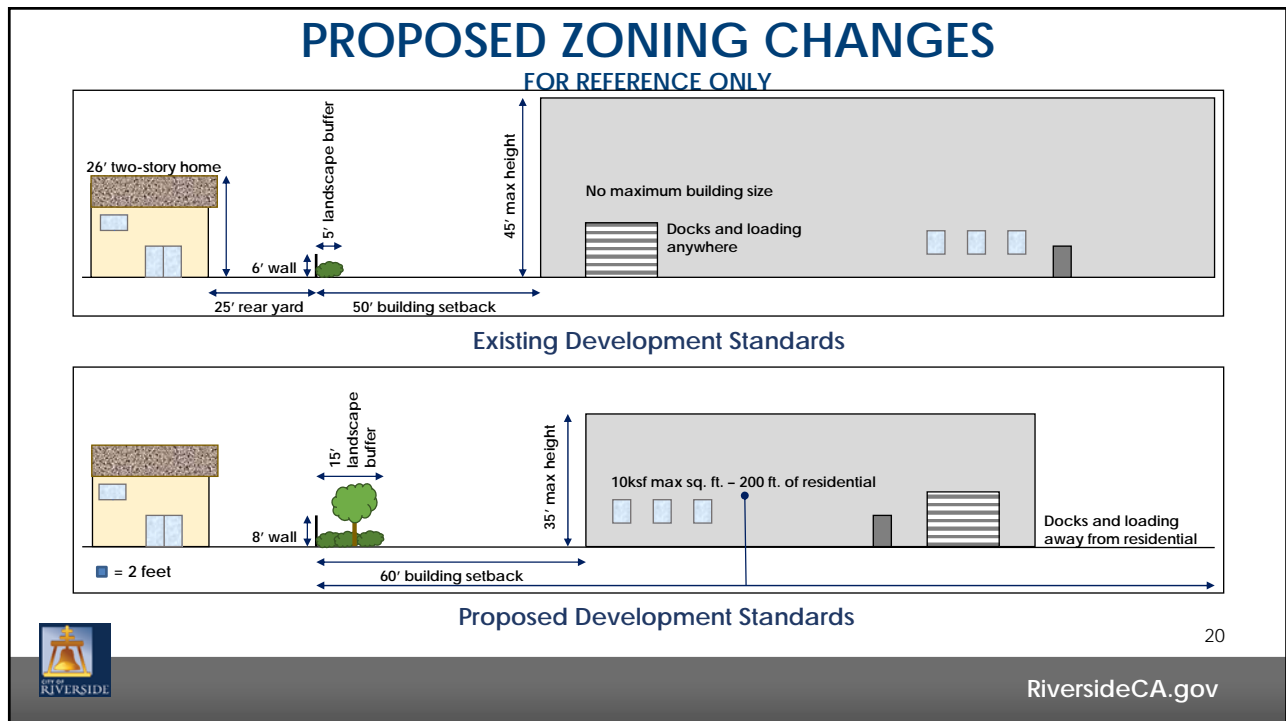 PROPOSED ZONING CHANGES
FOR REFERENCE ONLY
26' two-story home
5' landscape buffer
45' max height
No maximum building size
Docks and loading
anywhere
6' wall
25' rear yard
50' building setback
Existing Development Standards
15'
landscape
buffer
35' max height
10ksf max sq. ft. – 200 ft. of residential
8' wall
Docks and loading
away from residential
= 2 feet
60' building setback
Proposed Development Standards
20
CITY OF
RIVERSIDE
RiversideCA.gov